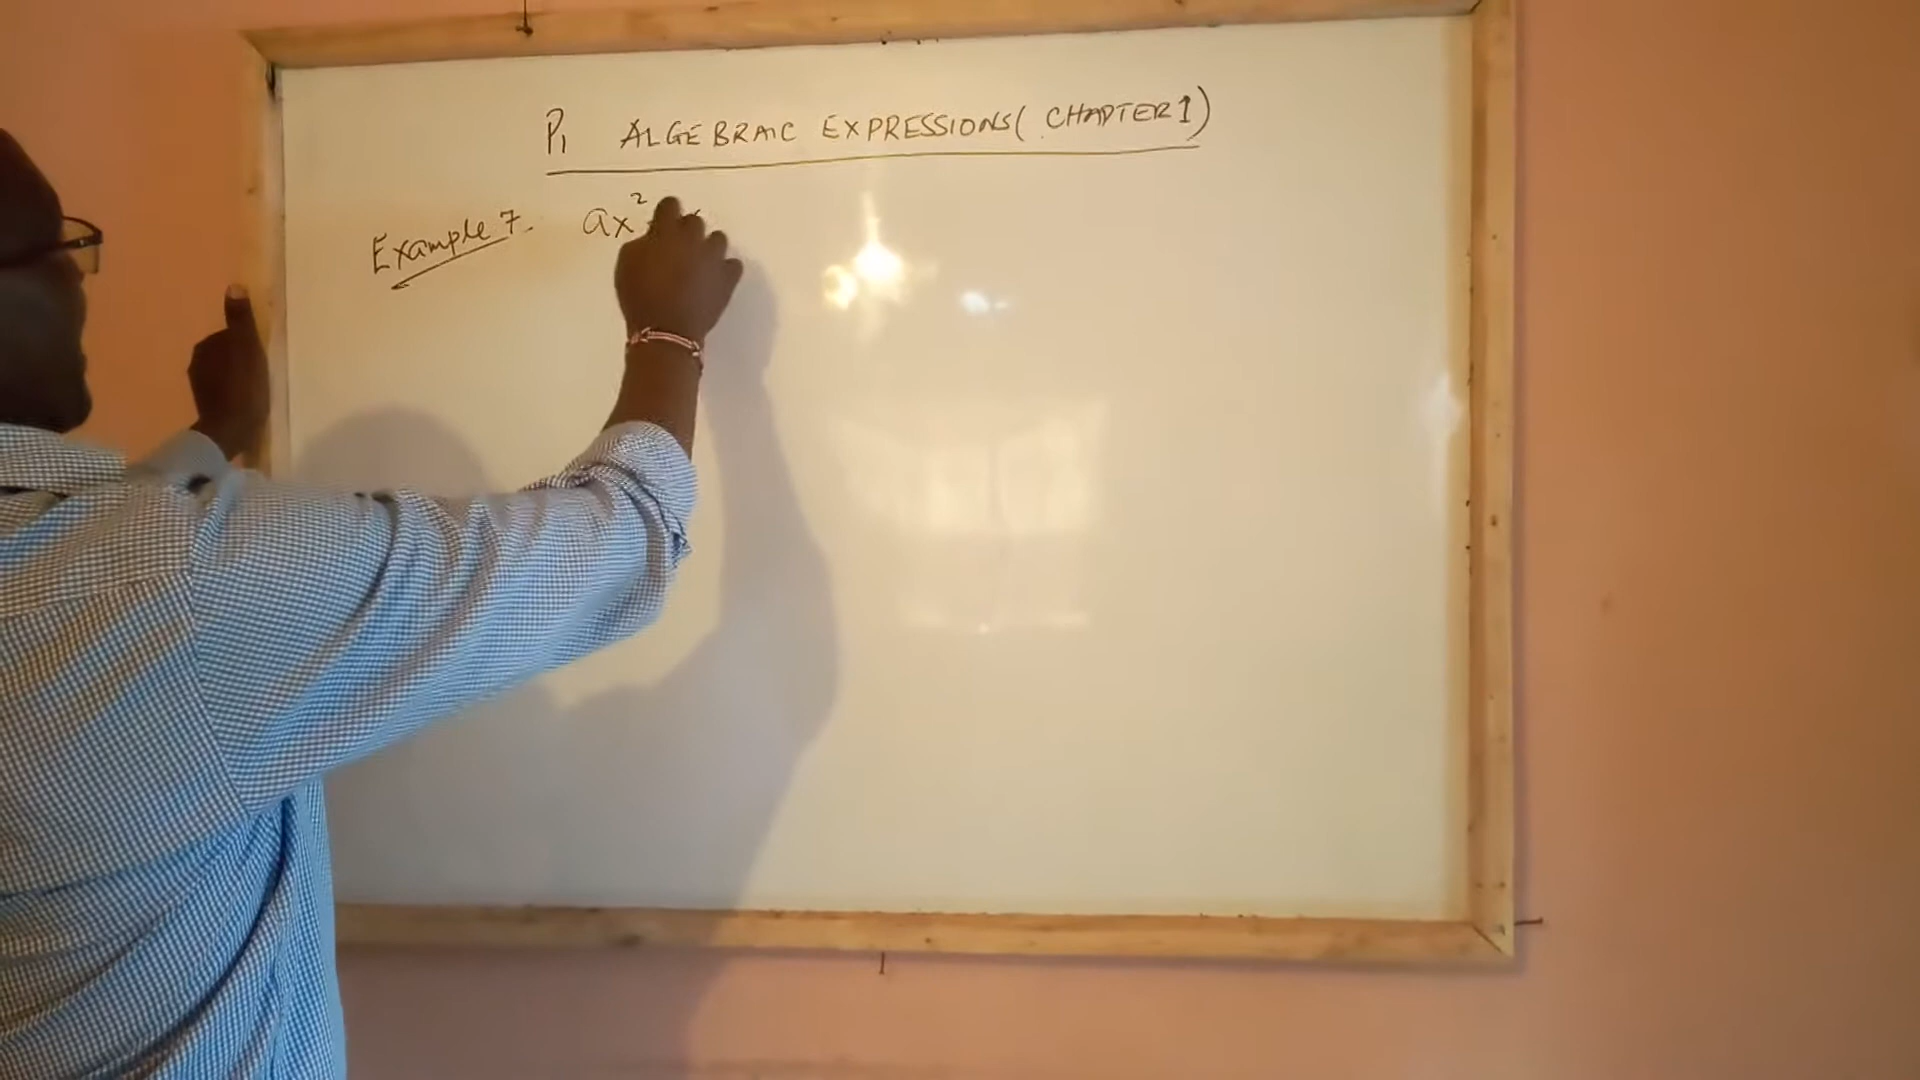 P1 ALGEBRAIC EXPRESSIONS( CHAPTER 1)
Example 7. ax²